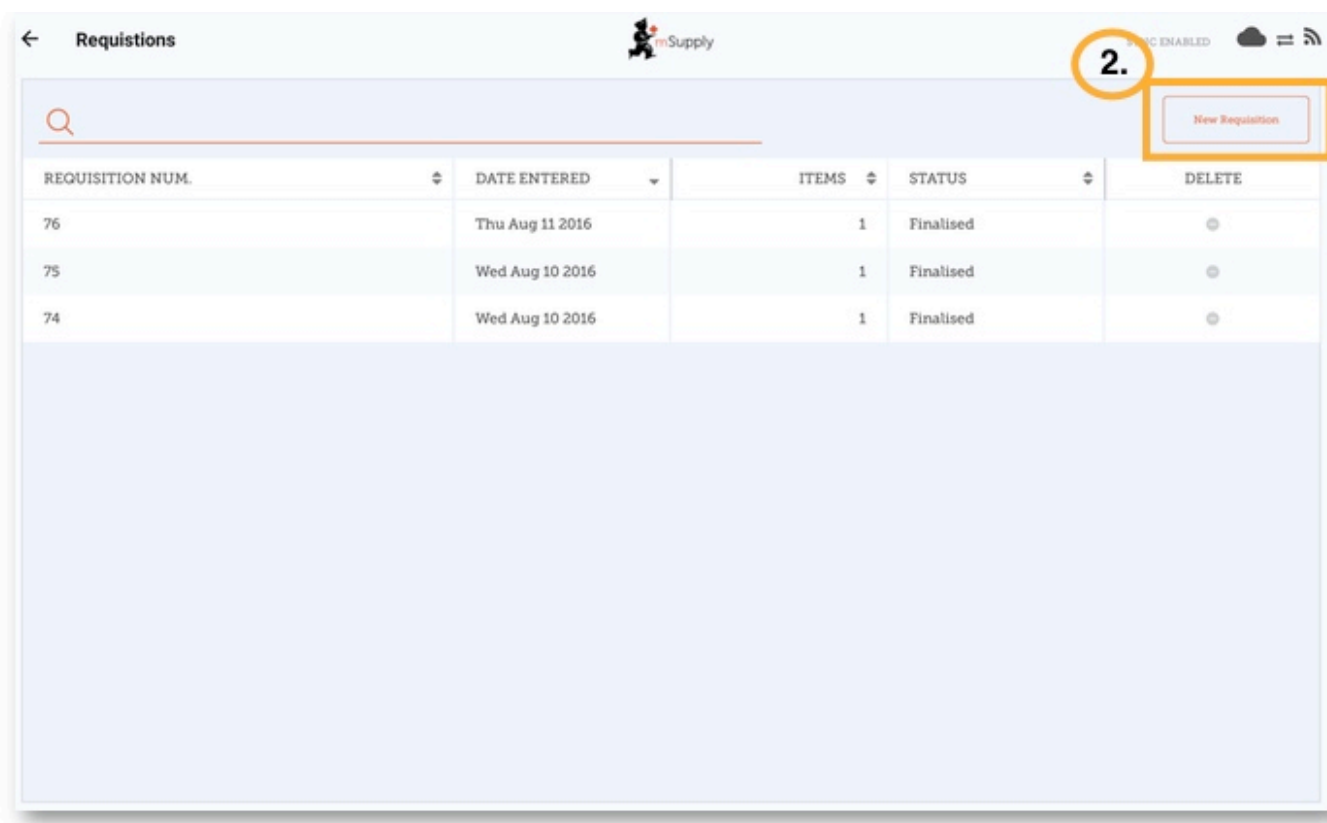 Requistions
mSupply
ENABLED
2.
New Requisition
REQUISITION NUM. DATE ENTERED ITEMS STATUS DELETE
76 Thu Aug 11 2016 1 Finalised
75 Wed Aug 10 2016 1 Finalised
74 Wed Aug 10 2016 1 Finalised